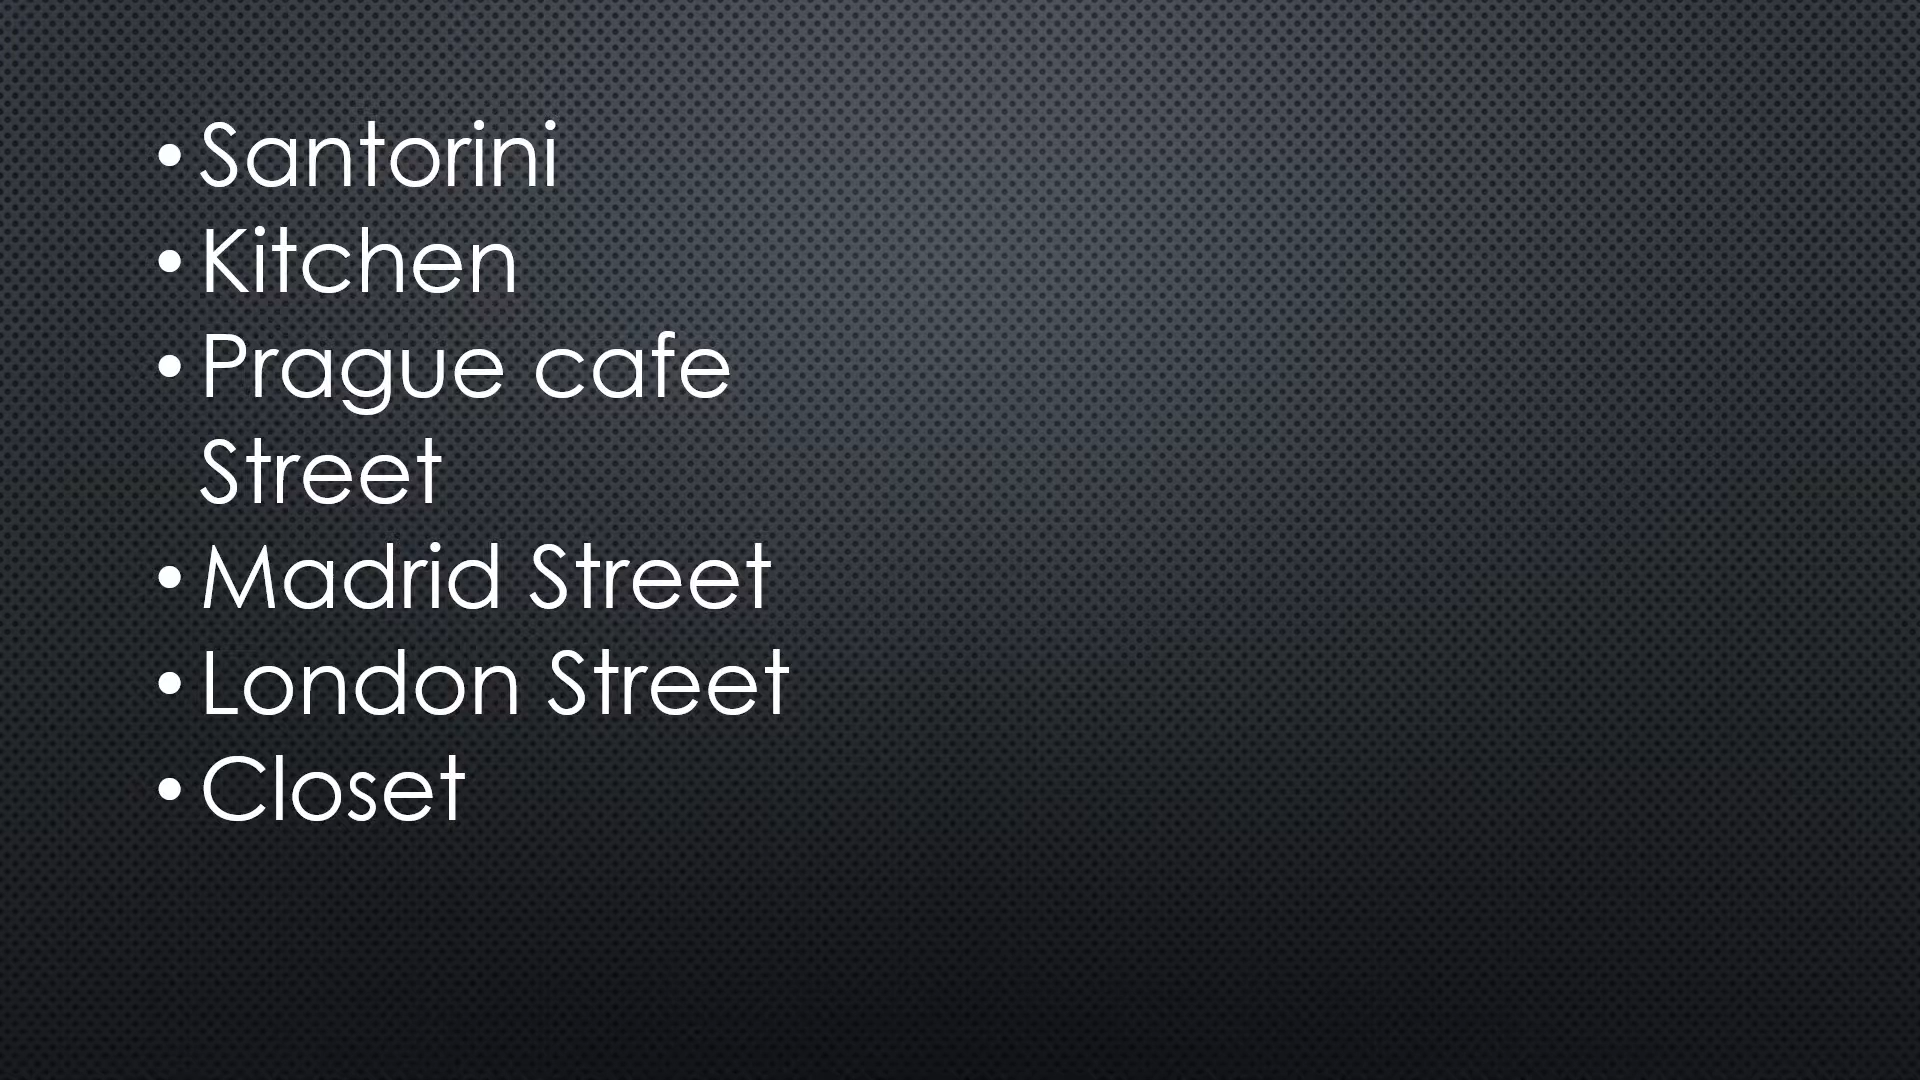 • Santorini
• Kitchen
• Prague cafe
Street
• Madrid Street
• London Street
• Closet